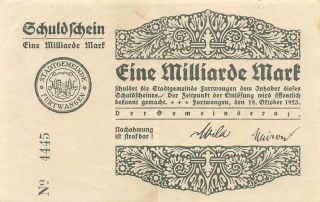 Schuldschein
Eine Milliarde Mark
STADTGEMEINDE
FURTWANGEN
No 4445
Eine Milliarde Mark
schuldet die Stadtgemeinde Furtwangen dem Inhaber dieses
Schuldscheines. Der Zeitpunkt der Einlösung wird öffentlich
bekannt gemacht. + + + Furtwangen, den 19. Oktober 1923.
Der Gemeinderat
Nachahmung
ist strafbar!